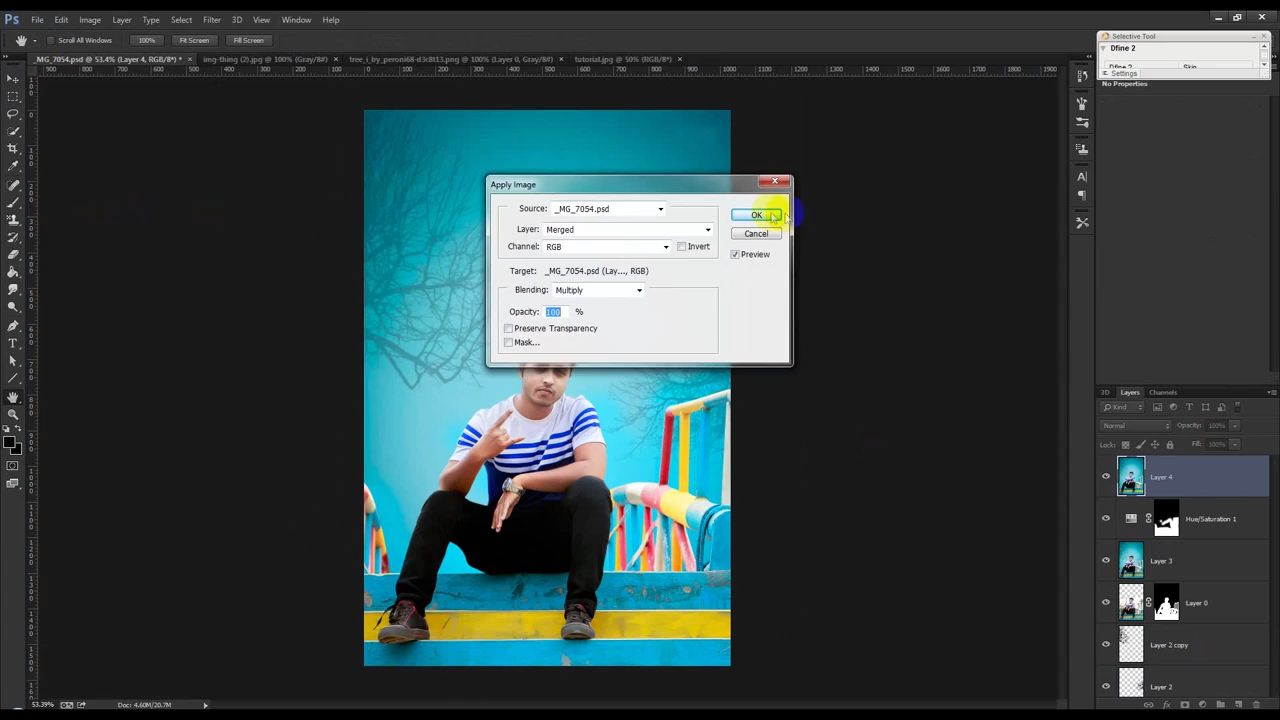 Ps File Edit Image Layer Type Select Filter 3D View Window Help
Scroll All Windows 100% Fit Screen Fill Screen
_MG_7054.psd @ 53.4% (Layer 4, RGB/8*) * × img-thing (2).jpg @ 100% (Gray/8#) × tree_i_by_peroni68-d3c8t13.png @ 100% (Layer 0, Gray/8#) × tutorial.jpg @ 50% (RGB/8*) ×
Selective Tool
Dfine 2
Dfine 2 Skin
Settings
No Properties
Apply Image
Source: _MG_7054.psd
Layer: Merged
Channel: RGB
Invert
Target: _MG_7054.psd (Lay..., RGB)
Blending: Multiply
Opacity: 100 %
Preserve Transparency
Mask...
OK
Cancel
Preview
3D Layers Channels
Kind
Normal Opacity: 100%
Lock: Fill: 100%
Layer 4
Hue/Saturation 1
Layer 3
Layer 0
Layer 2 copy
Layer 2
53.39% Doc: 4.60M/20.7M